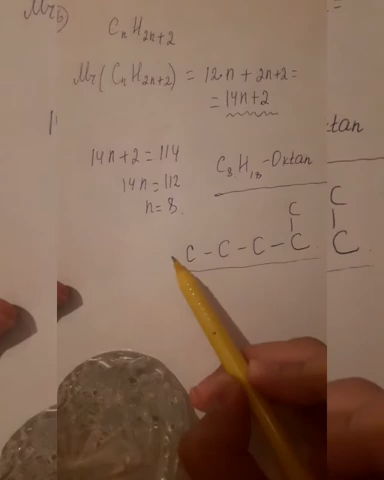 CnH2n+2
Mr(CnH2n+2) = 12n + 2n+2 =
= 14n+2
14n+2=114
14n=112
n=8.
C8H18-Oktan
C
C-C-C-C
tan
C
C